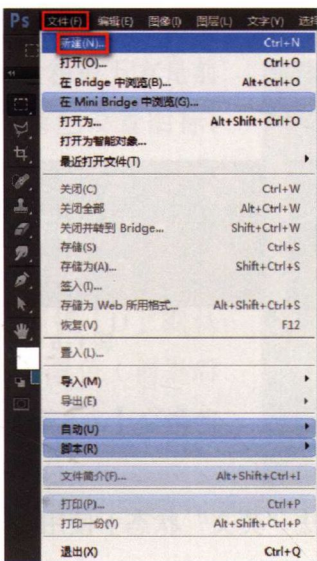 Ps 文件(F) 编辑(E) 图像(I) 图层(L) 文字(Y) 选择
新建(N)... Ctrl+N
打开(O)... Ctrl+O
在 Bridge 中浏览(B)... Alt+Ctrl+O
在 Mini Bridge 中浏览(G)...
打开为... Alt+Shift+Ctrl+O
打开为智能对象...
最近打开文件(T)
关闭(C) Ctrl+W
关闭全部 Alt+Ctrl+W
关闭并转到 Bridge... Shift+Ctrl+W
存储(S) Ctrl+S
存储为(A)... Shift+Ctrl+S
签入(I)...
存储为 Web 所用格式... Alt+Shift+Ctrl+S
恢复(V) F12
置入(L)...
导入(M)
导出(E)
自动(U)
脚本(R)
文件简介(F)... Alt+Shift+Ctrl+I
打印(P)... Ctrl+P
打印一份(Y) Alt+Shift+Ctrl+P
退出(X) Ctrl+Q